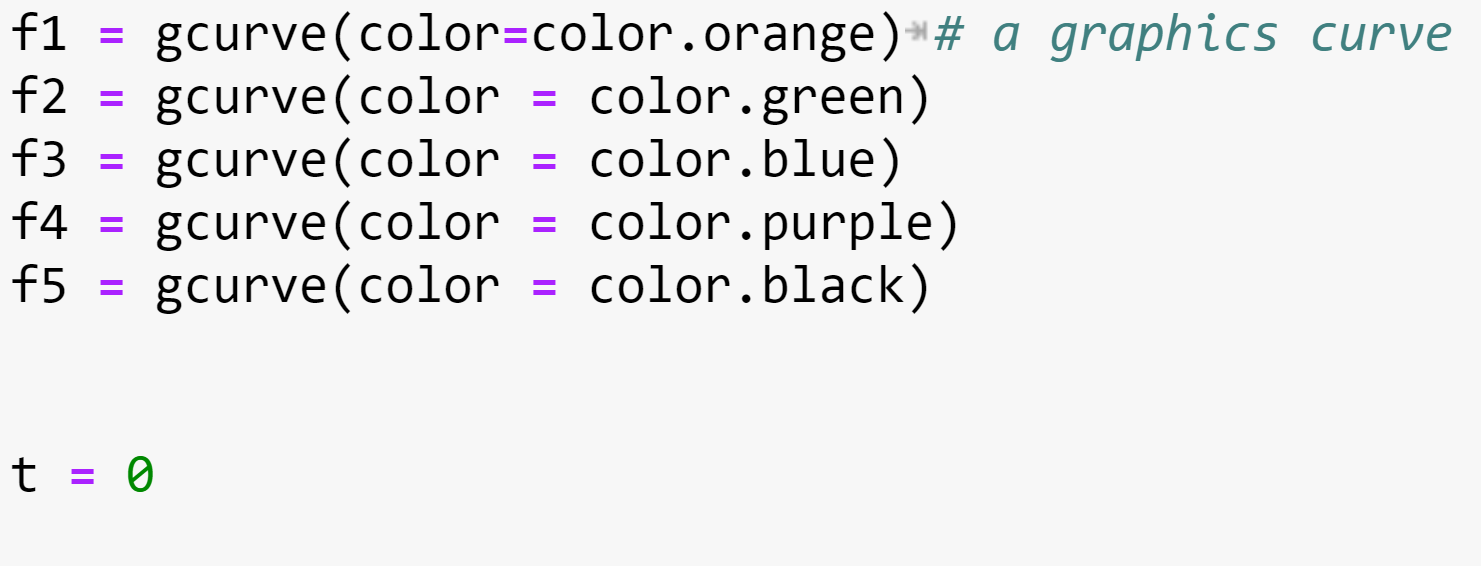 f1 = gcurve(color=color.orange)	# a graphics curve
f2 = gcurve(color = color.green)
f3 = gcurve(color = color.blue)
f4 = gcurve(color = color.purple)
f5 = gcurve(color = color.black)
t = 0